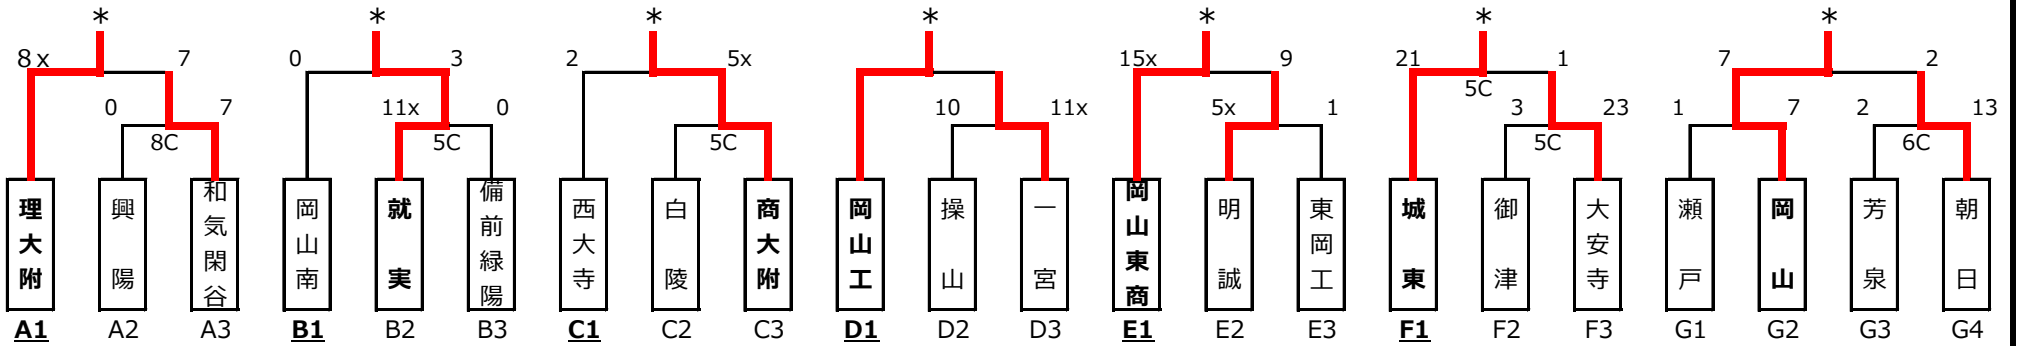 * * * * * * *
8x 7 0 3 2 5x 15x 9 21 1 7 2
5C
0 7 11x 0 10 11x 5x 1 3 23 1 7 2 13
8C 5C 5C 5C 6C
理大附 興陽 和気閑谷 岡山南 就実 備前緑陽 西大寺 白陵 商大附 岡山工 操山 一宮 岡山東商 明誠 東岡工 城東 御津 大安寺 瀬戸 岡山 芳泉 朝日
A1 A2 A3 B1 B2 B3 C1 C2 C3 D1 D2 D3 E1 E2 E3 F1 F2 F3 G1 G2 G3 G4